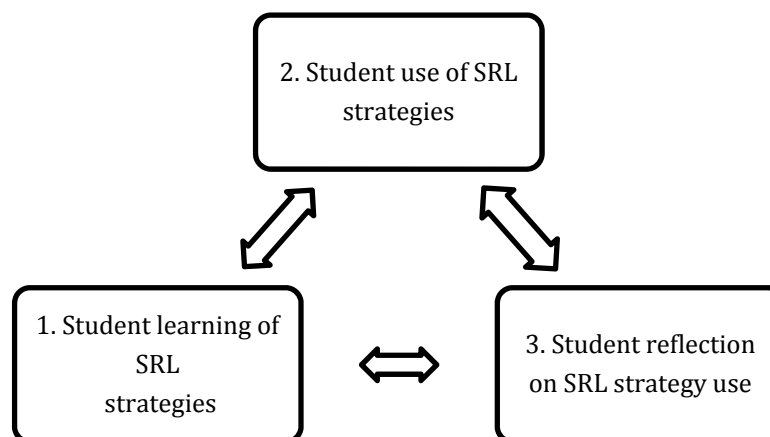 2. Student use of SRL
strategies
1. Student learning of
SRL
strategies
3. Student reflection
on SRL strategy use